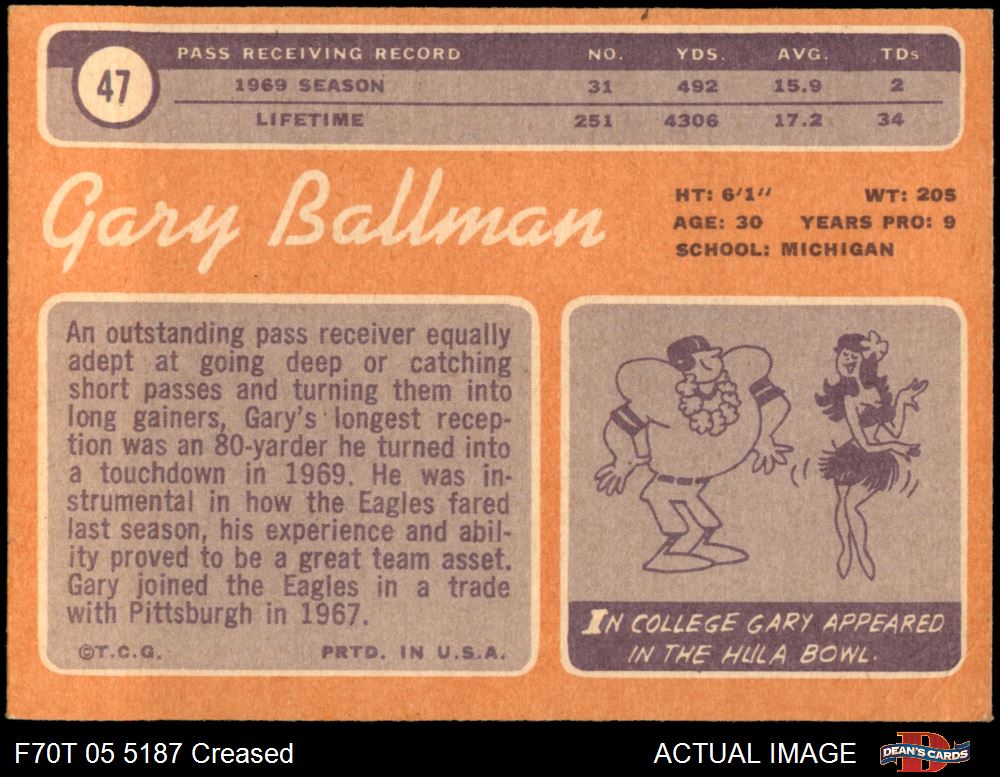 47
PASS RECEIVING RECORD NO. YDS. AVG. TDs
1969 SEASON 31 492 15.9 2
LIFETIME 251 4306 17.2 34
Gary Ballman
HT: 6'1" WT: 205
AGE: 30 YEARS PRO: 9
SCHOOL: MICHIGAN
An outstanding pass receiver equally
adept at going deep or catching
short passes and turning them into
long gainers, Gary's longest recep-
tion was an 80-yarder he turned into
a touchdown in 1969. He was in-
strumental in how the Eagles fared
last season, his experience and abil-
ity proved to be a great team asset.
Gary joined the Eagles in a trade
with Pittsburgh in 1967.
©T.C.G. PRTD. IN U.S.A.
IN COLLEGE GARY APPEARED
IN THE HULA BOWL.
F70T 05 5187 Creased
ACTUAL IMAGE
D
DEAN'S CARDS